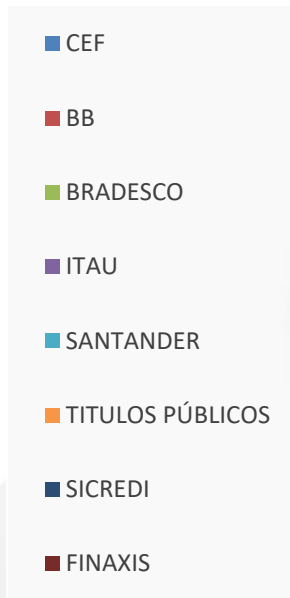 CEF
BB
BRADESCO
ITAU
SANTANDER
TITULOS PÚBLICOS
SICREDI
FINAXIS